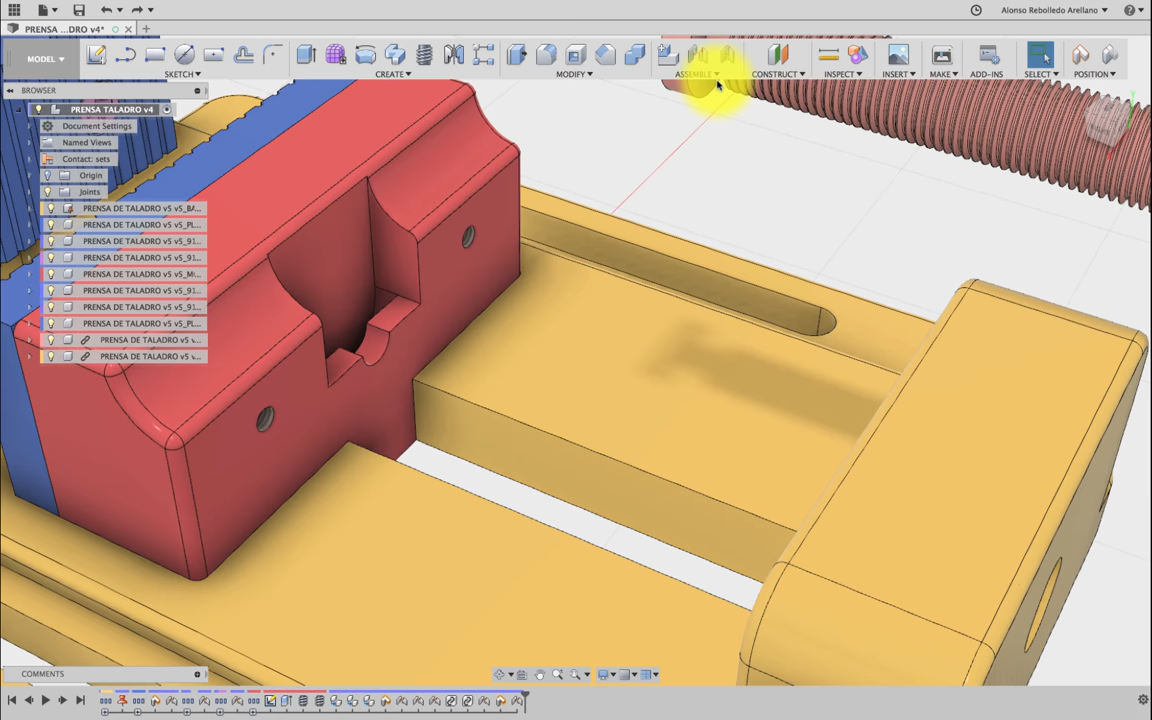 Alonso Rebolledo Arellano
PRENSA ...DRO v4*
MODEL
SKETCH
CREATE
MODIFY
ASSEMBLE
CONSTRUCT
INSPECT
INSERT
MAKE
ADD-INS
SELECT
POSITION
BROWSER
PRENSA TALADRO v4
Document Settings
Named Views
Contact: sets
Origin
Joints
PRENSA DE TALADRO v5 v5_BA...
PRENSA DE TALADRO v5 v5_PL...
PRENSA DE TALADRO v5 v5_91...
PRENSA DE TALADRO v5 v5_91...
PRENSA DE TALADRO v5 v5_M...
PRENSA DE TALADRO v5 v5_91...
PRENSA DE TALADRO v5 v5_91...
PRENSA DE TALADRO v5 v5_PL...
PRENSA DE TALADRO v5 v...
PRENSA DE TALADRO v5 v...
COMMENTS